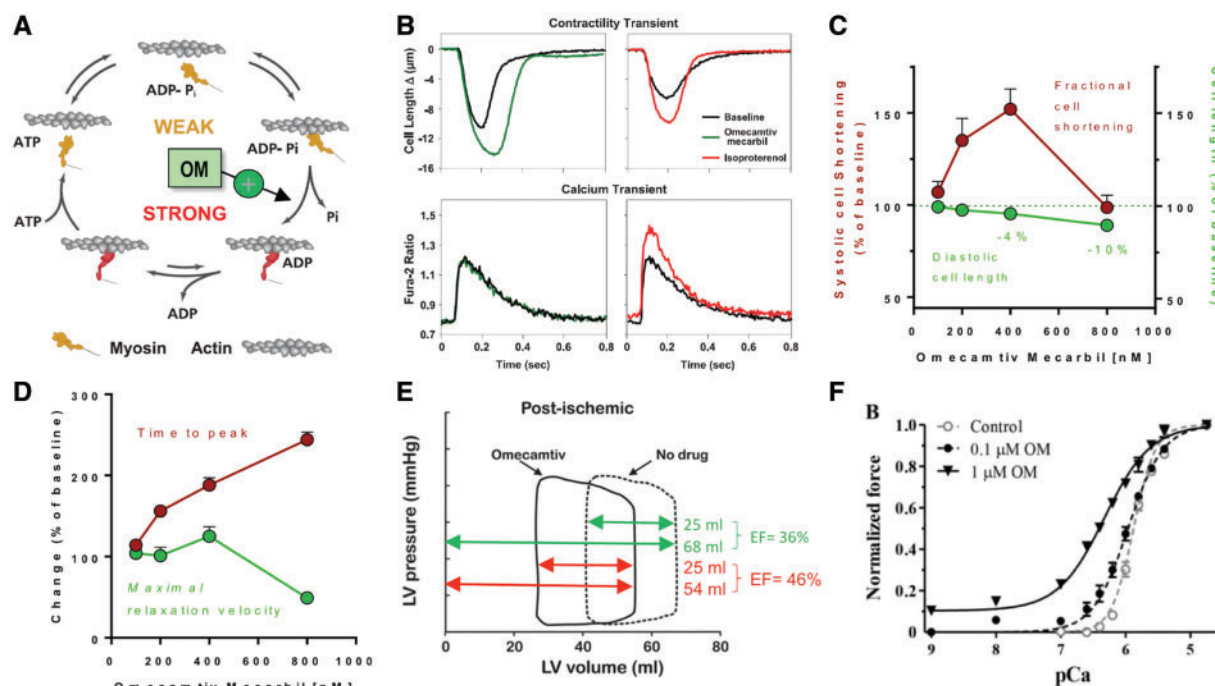 A
ADP- Pi
WEAK
ATP
ADP- Pi
OM
+
STRONG
ATP
Pi
ADP
ADP
Myosin Actin
B
Contractility Transient
Cell Length Δ (µm)
0
-4
-8
-12
-16
Baseline
Omecamtiv
mecarbil
Isoproterenol
Calcium Transient
Fura-2 Ratio
1,5
1.2
0.9
0.7
0 0.2 0.4 0.6 0.8
0 0.2 0.4 0.6 0.8
Time (sec) Time (sec)
C
Systolic cell Shortening
(% of baseline)
150
100
50
Fractional
cell
shortening
-4 %
-10%
Diastolic
cell length
150
100
50
0 200 400 600 800 1000
Omecamtiv Mecarbil [nM]
D
Change (% of baseline)
300
200
100
0
Time to peak
Maximal
relaxation velocity
0 200 400 600 800 1000
Omecamtiv Mecarbil [nM]
E
Post-ischemic
Omecamtiv No drug
LV pressure (mmHg)
25 ml
68 ml
EF= 36%
25 ml
54 ml
EF= 46%
0 20 40 60 80
LV volume (ml)
F
B
Control
0.1 µM OM
1 µM OM
Normalized force
1.0
0.8
0.6
0.4
0.2
0
9 8 7 6 5
pCa